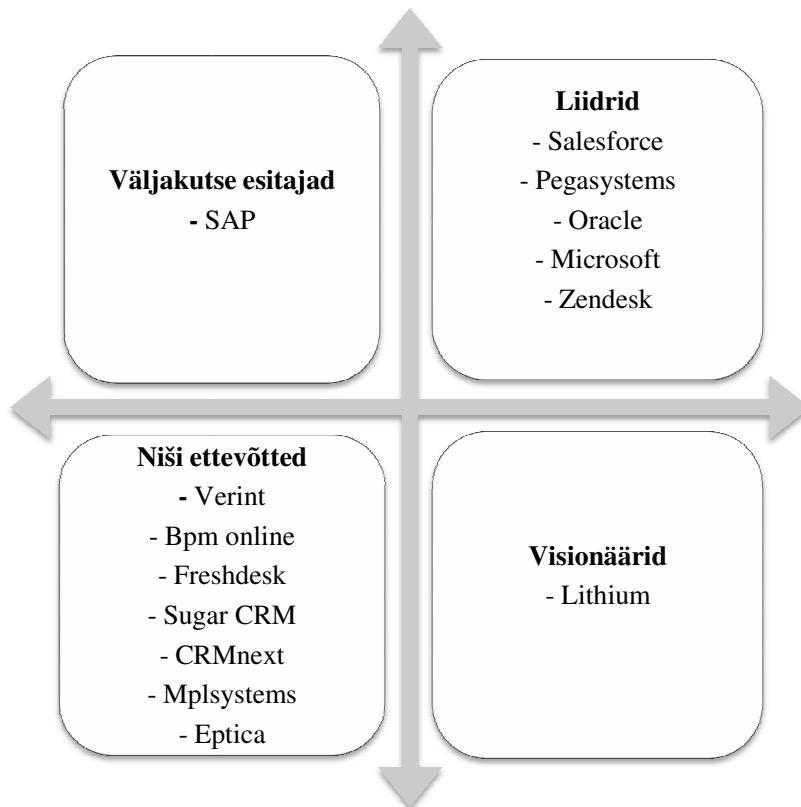 Väljakutse esitajad
- SAP
Liidrid
- Salesforce
- Pegasystems
- Oracle
- Microsoft
- Zendesk
Niši ettevõtted
- Verint
- Bpm online
- Freshdesk
- Sugar CRM
- CRMnext
- Mplsystems
- Eptica
Visionäärid
- Lithium